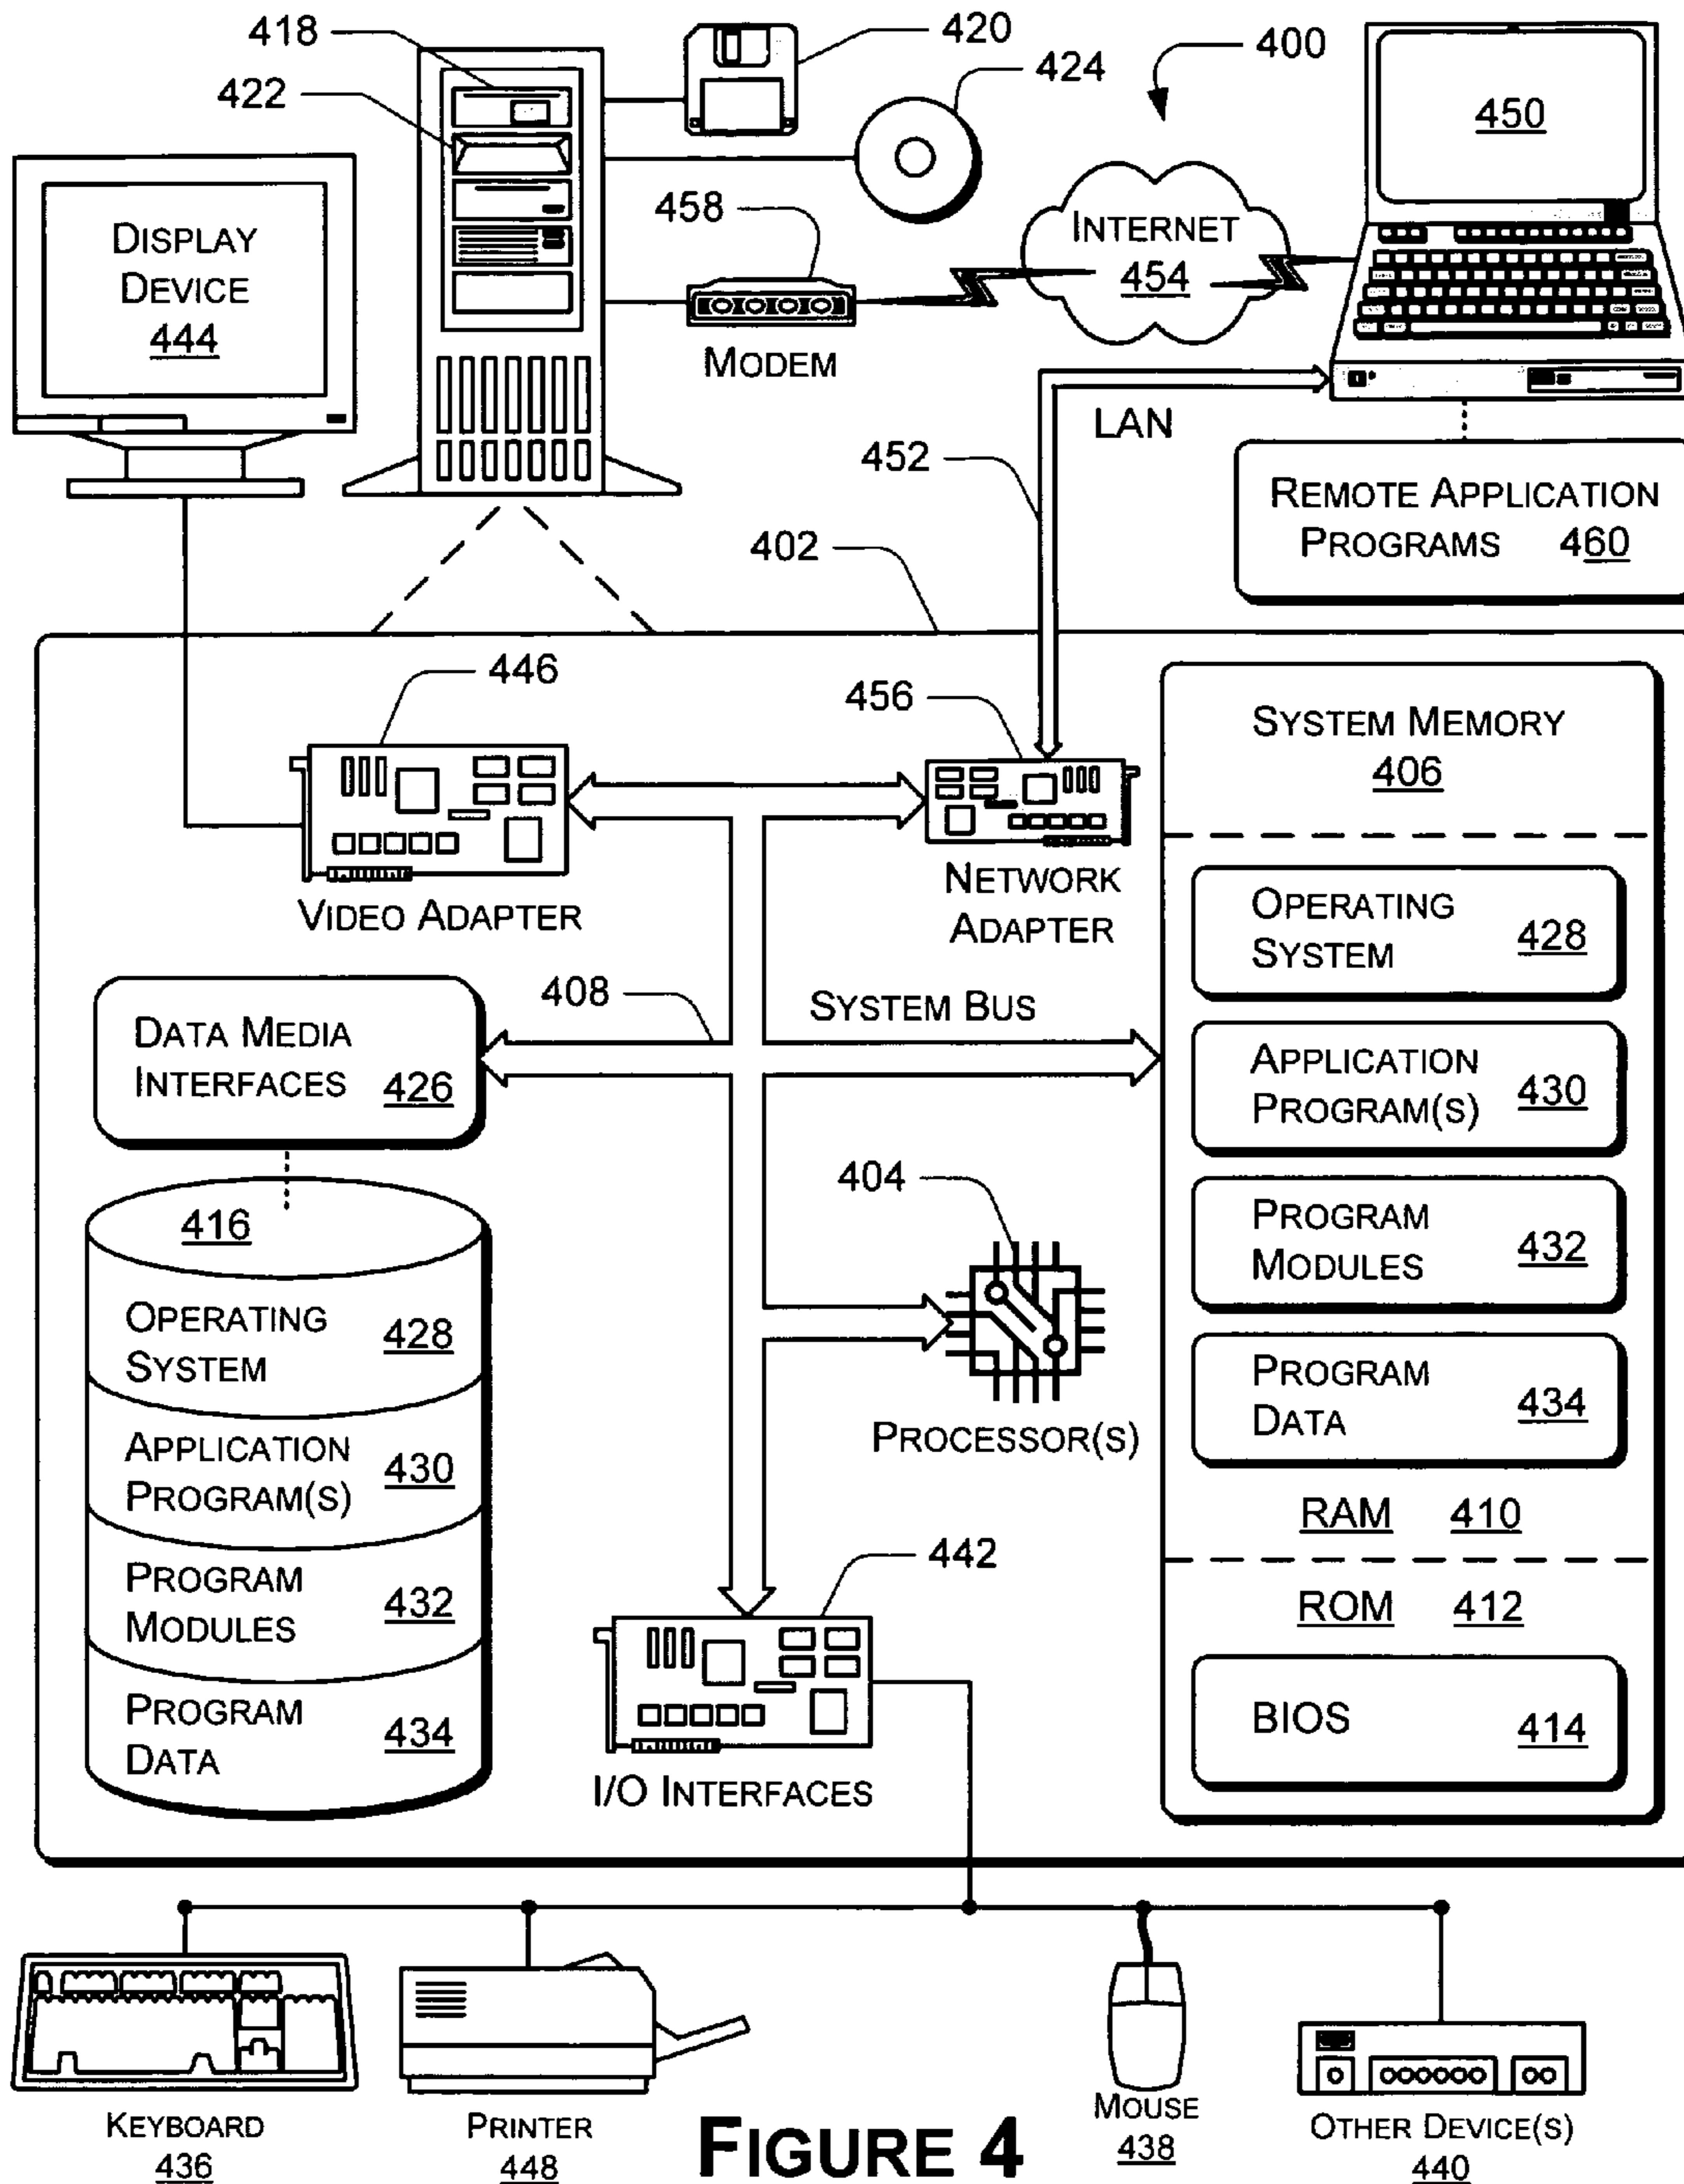 418
420
400
424
422
450
458
DISPLAY
DEVICE
444
INTERNET
454
MODEM
LAN
452
REMOTE APPLICATION
PROGRAMS 460
402
446
456
SYSTEM MEMORY
406
VIDEO ADAPTER
NETWORK
ADAPTER
OPERATING
SYSTEM 428
408
SYSTEM BUS
DATA MEDIA
INTERFACES 426
APPLICATION
PROGRAM(S) 430
404
416
PROGRAM
MODULES 432
OPERATING
SYSTEM 428
PROGRAM
DATA 434
PROCESSOR(S)
APPLICATION
PROGRAM(S) 430
RAM 410
442
PROGRAM
MODULES 432
ROM 412
PROGRAM
DATA 434
BIOS 414
I/O INTERFACES
KEYBOARD
436
PRINTER
448
MOUSE
438
OTHER DEVICE(S)
440
FIGURE 4